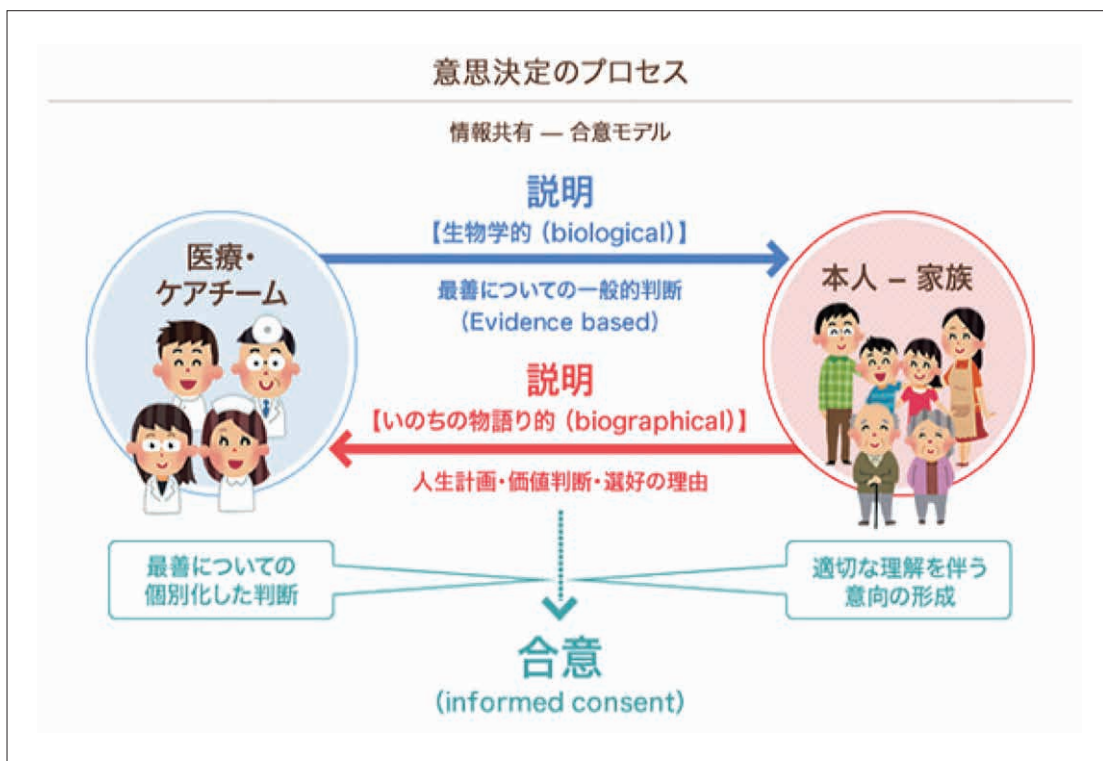 意思決定のプロセス
情報共有 — 合意モデル
説明
【生物学的（biological）】
医療・
ケアチーム
最善についての一般的判断
（Evidence based）
本人 – 家族
説明
【いのちの物語り的（biographical）】
人生計画・価値判断・選好の理由
最善についての
個別化した判断
適切な理解を伴う
意向の形成
合意
（informed consent）